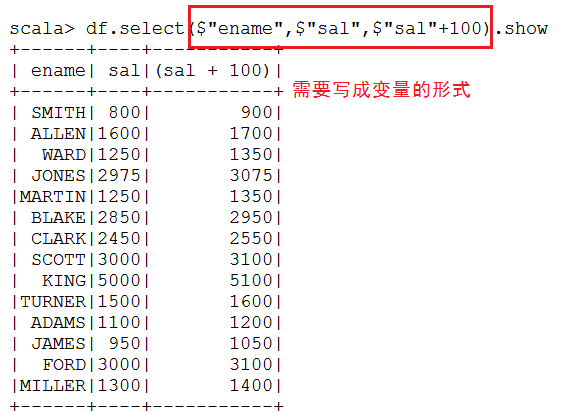 scala> df.select($"ename",$"sal",$"sal"+100).show
+------+----+-----------+
| ename| sal|(sal + 100)|
+------+----+-----------+
需要写成变量的形式
| SMITH| 800|        900|
| ALLEN|1600|       1700|
|  WARD|1250|       1350|
| JONES|2975|       3075|
|MARTIN|1250|       1350|
| BLAKE|2850|       2950|
| CLARK|2450|       2550|
| SCOTT|3000|       3100|
|  KING|5000|       5100|
|TURNER|1500|       1600|
| ADAMS|1100|       1200|
| JAMES| 950|       1050|
|  FORD|3000|       3100|
|MILLER|1300|       1400|
+------+----+-----------+